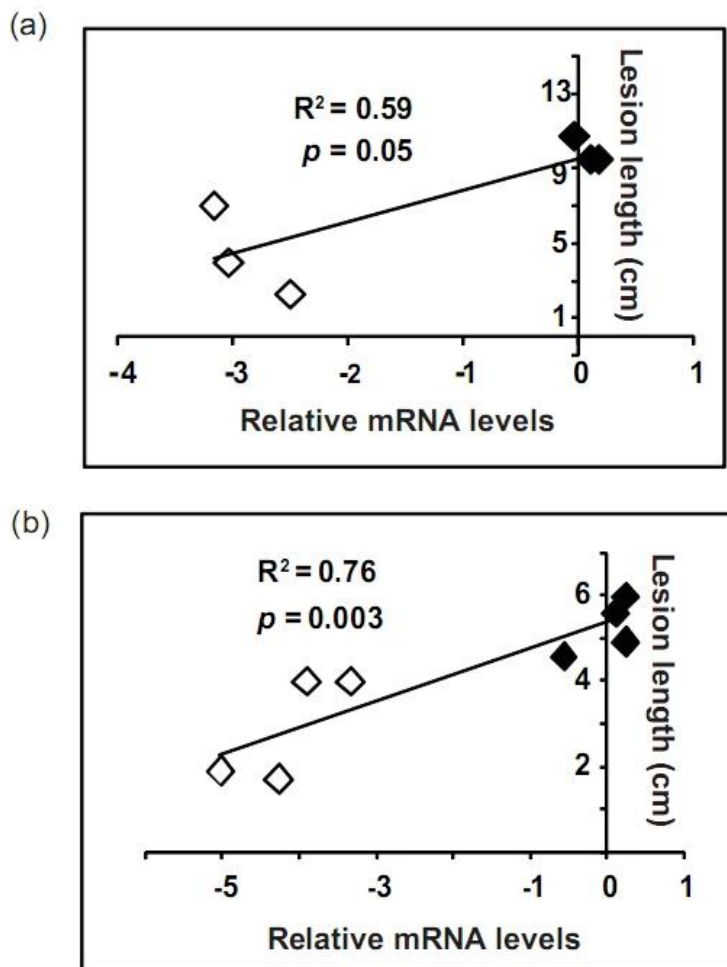 (a)
R² = 0.59
p = 0.05
13
9
5
1
Lesion length (cm)
-4 -3 -2 -1 0 1
Relative mRNA levels
(b)
R² = 0.76
p = 0.003
6
4
2
Lesion length (cm)
-5 -3 -1 0 1
Relative mRNA levels